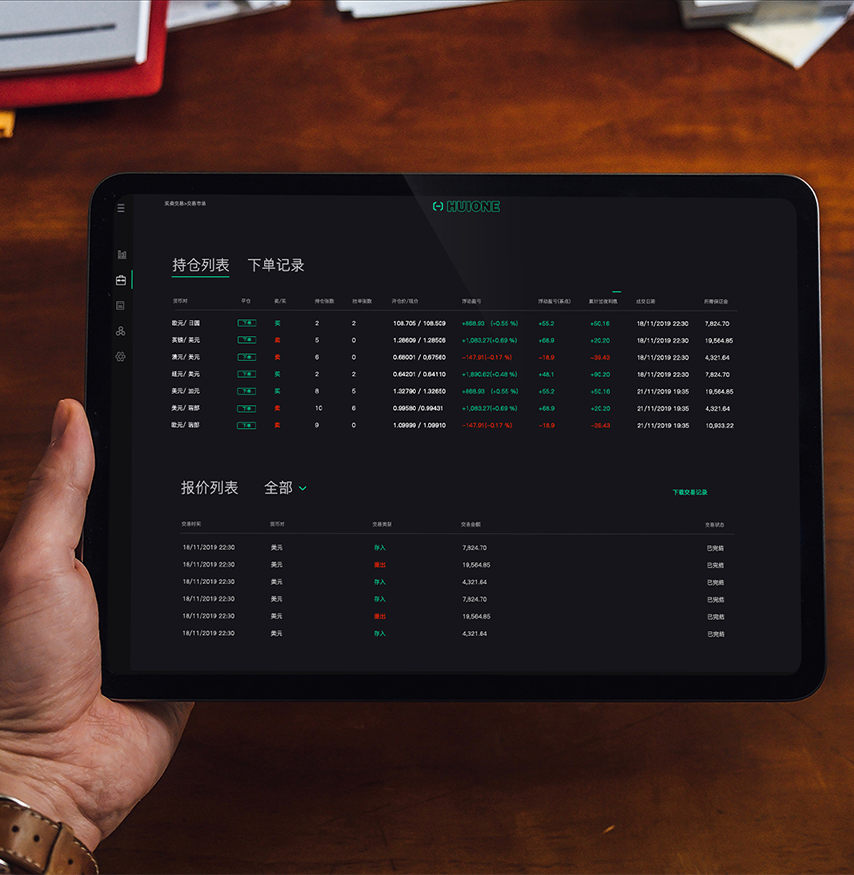 买卖交易>交易市场
HUIONE
持仓列表 下单记录
货币对 平仓 卖/买 持仓张数 挂单张数 开仓价/现价 浮动盈亏 浮动盈亏(基点) 累计过夜利息 成交日期 所需保证金
欧元/ 日圆 下单 买 2 2 108.705 / 108.509 +668.93 (+0.55 %) +55.2 +50.16 18/11/2019 22:30 7,824.70
英镑/ 美元 下单 卖 5 0 1.28609 / 1.28506 +1,083.27(+0.69 %) +68.9 +20.20 18/11/2019 22:30 19,564.85
澳元/ 美元 下单 卖 6 0 0.68001 / 0.67560 -147.91(-0.17 %) -18.9 -38.43 18/11/2019 22:30 4,321.64
纽元/ 美元 下单 买 2 2 0.64201 / 0.64110 +1,890.62(+0.48 %) +48.1 +90.20 18/11/2019 22:30 7,824.70
美元/ 加元 下单 买 8 5 1.32790 / 1.32650 +668.93 (+0.55 %) +55.2 +50.16 21/11/2019 19:35 19,564.85
美元/ 瑞郎 下单 卖 10 6 0.99580 /0.99431 +1,083.27(+0.69 %) +68.9 +20.20 21/11/2019 19:35 4,321.64
欧元/ 瑞郎 下单 卖 9 0 1.09999 / 1.09910 -147.91(-0.17 %) -18.9 -38.43 21/11/2019 19:35 10,933.22
报价列表 全部 下载交易记录
交易时间 货币对 交易类型 交易金额 交易状态
18/11/2019 22:30 美元 存入 7,824.70 已完结
18/11/2019 22:30 美元 提出 19,564.85 已完结
18/11/2019 22:30 美元 存入 4,321.64 已完结
18/11/2019 22:30 美元 存入 7,824.70 已完结
18/11/2019 22:30 美元 提出 19,564.85 已完结
18/11/2019 22:30 美元 存入 4,321.64 已完结